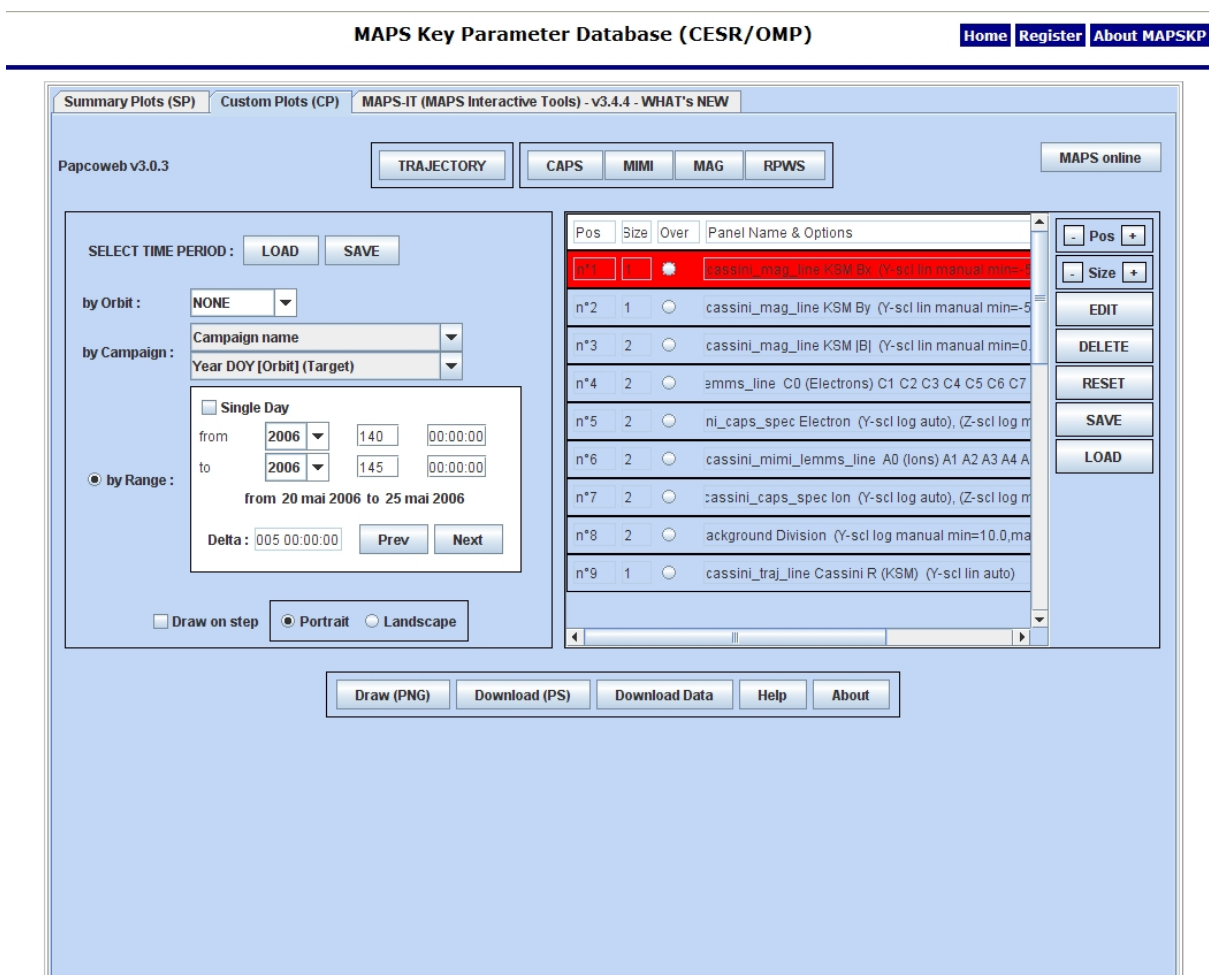 MAPS Key Parameter Database (CESR/OMP)
Home Register About MAPSKP
Summary Plots (SP) Custom Plots (CP) MAPS-IT (MAPS Interactive Tools) - v3.4.4 - WHAT's NEW
Papcoweb v3.0.3
TRAJECTORY CAPS MIMI MAG RPWS
MAPS online
SELECT TIME PERIOD : LOAD SAVE
by Orbit : NONE
by Campaign :
Campaign name
Year DOY [Orbit] (Target)
by Range :
Single Day
from 2006 140 00:00:00
to 2006 145 00:00:00
from 20 mai 2006 to 25 mai 2006
Delta : 005 00:00:00 Prev Next
Draw on step Portrait Landscape
Pos Size Over Panel Name & Options
n°1 1 cassini_mag_line KSM Bx (Y-scl lin manual min=-5
n°2 1 cassini_mag_line KSM By (Y-scl lin manual min=-5
n°3 2 cassini_mag_line KSM |B| (Y-scl lin manual min=0.
n°4 2 emms_line C0 (Electrons) C1 C2 C3 C4 C5 C6 C7
n°5 2 ni_caps_spec Electron (Y-scl log auto), (Z-scl log m
n°6 2 cassini_mimi_lemms_line A0 (Ions) A1 A2 A3 A4 A
n°7 2 cassini_caps_spec Ion (Y-scl log auto), (Z-scl log m
n°8 2 ackground Division (Y-scl log manual min=10.0,ma
n°9 1 cassini_traj_line Cassini R (KSM) (Y-scl lin auto)
- Pos +
- Size +
EDIT
DELETE
RESET
SAVE
LOAD
Draw (PNG) Download (PS) Download Data Help About